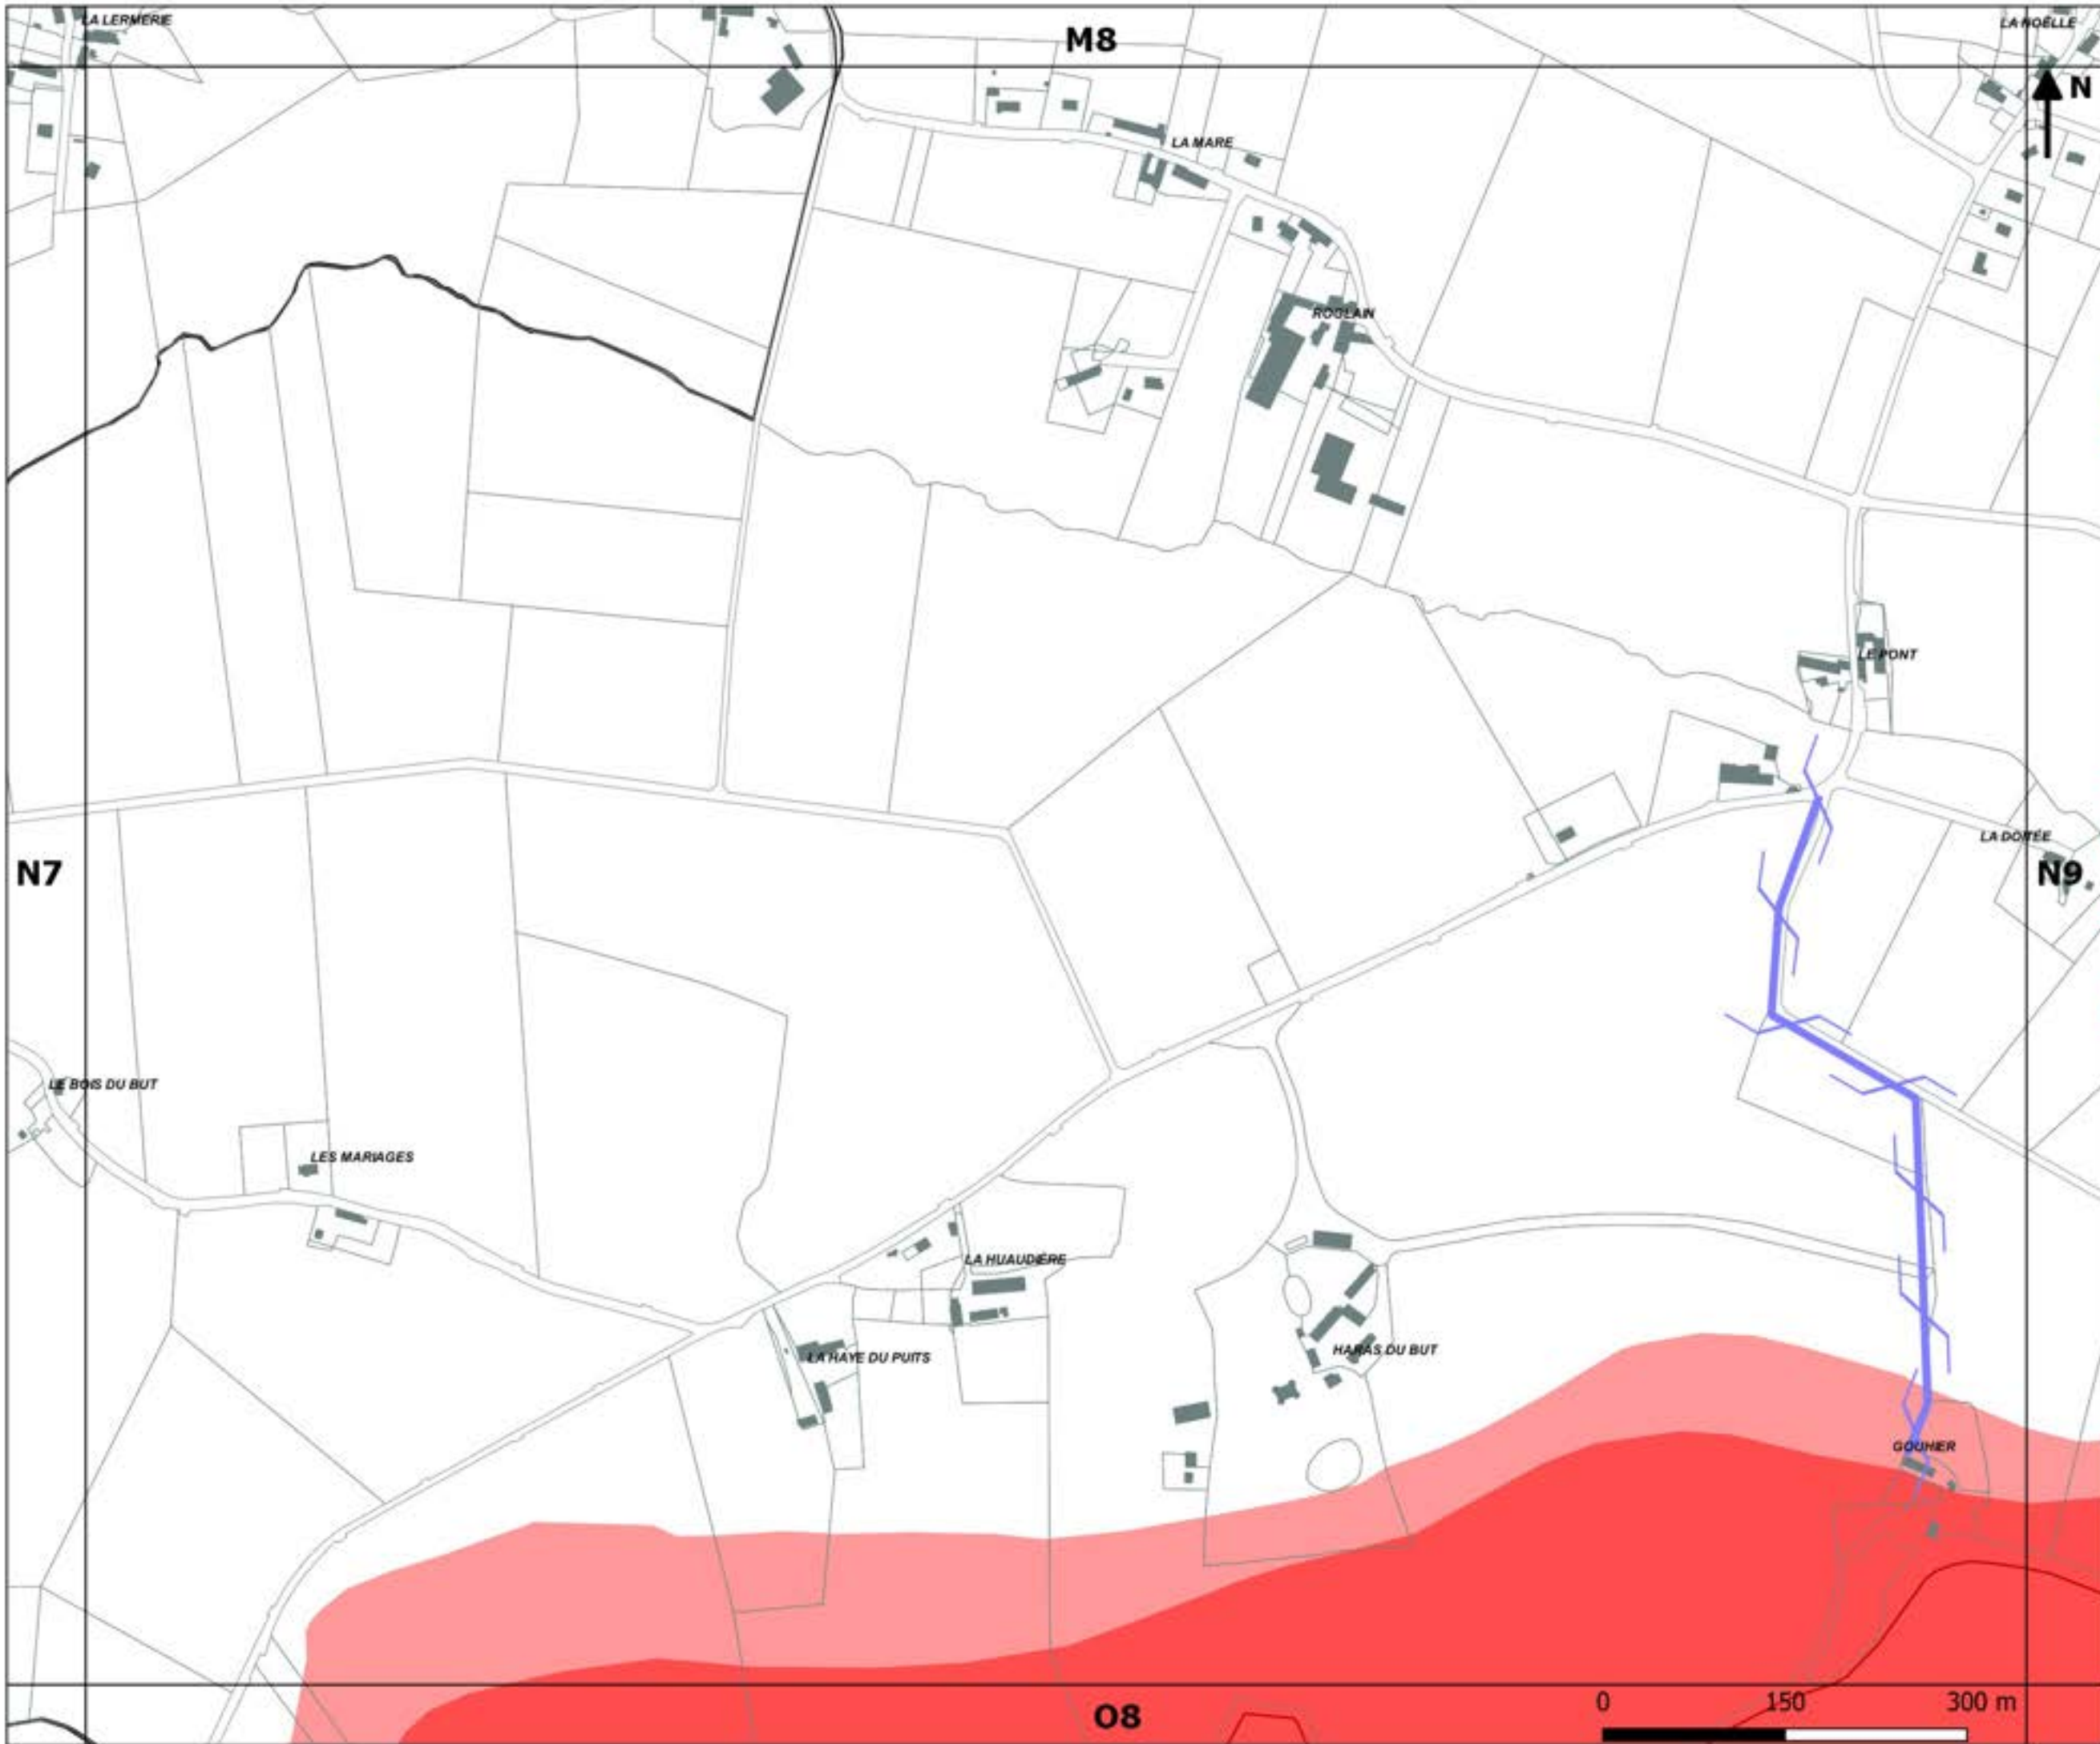 LA LERMERIE
M8
LA NOËLLE
N
LA MARE
ROGLAIN
LE PONT
LA DOITÉE
N7
N9
LE BOIS DU BUT
LES MARIAGES
LA HUAUDIÈRE
LA HAYE DU PUITS
HARAS DU BUT
GOUHIER
O8
0 150 300 m